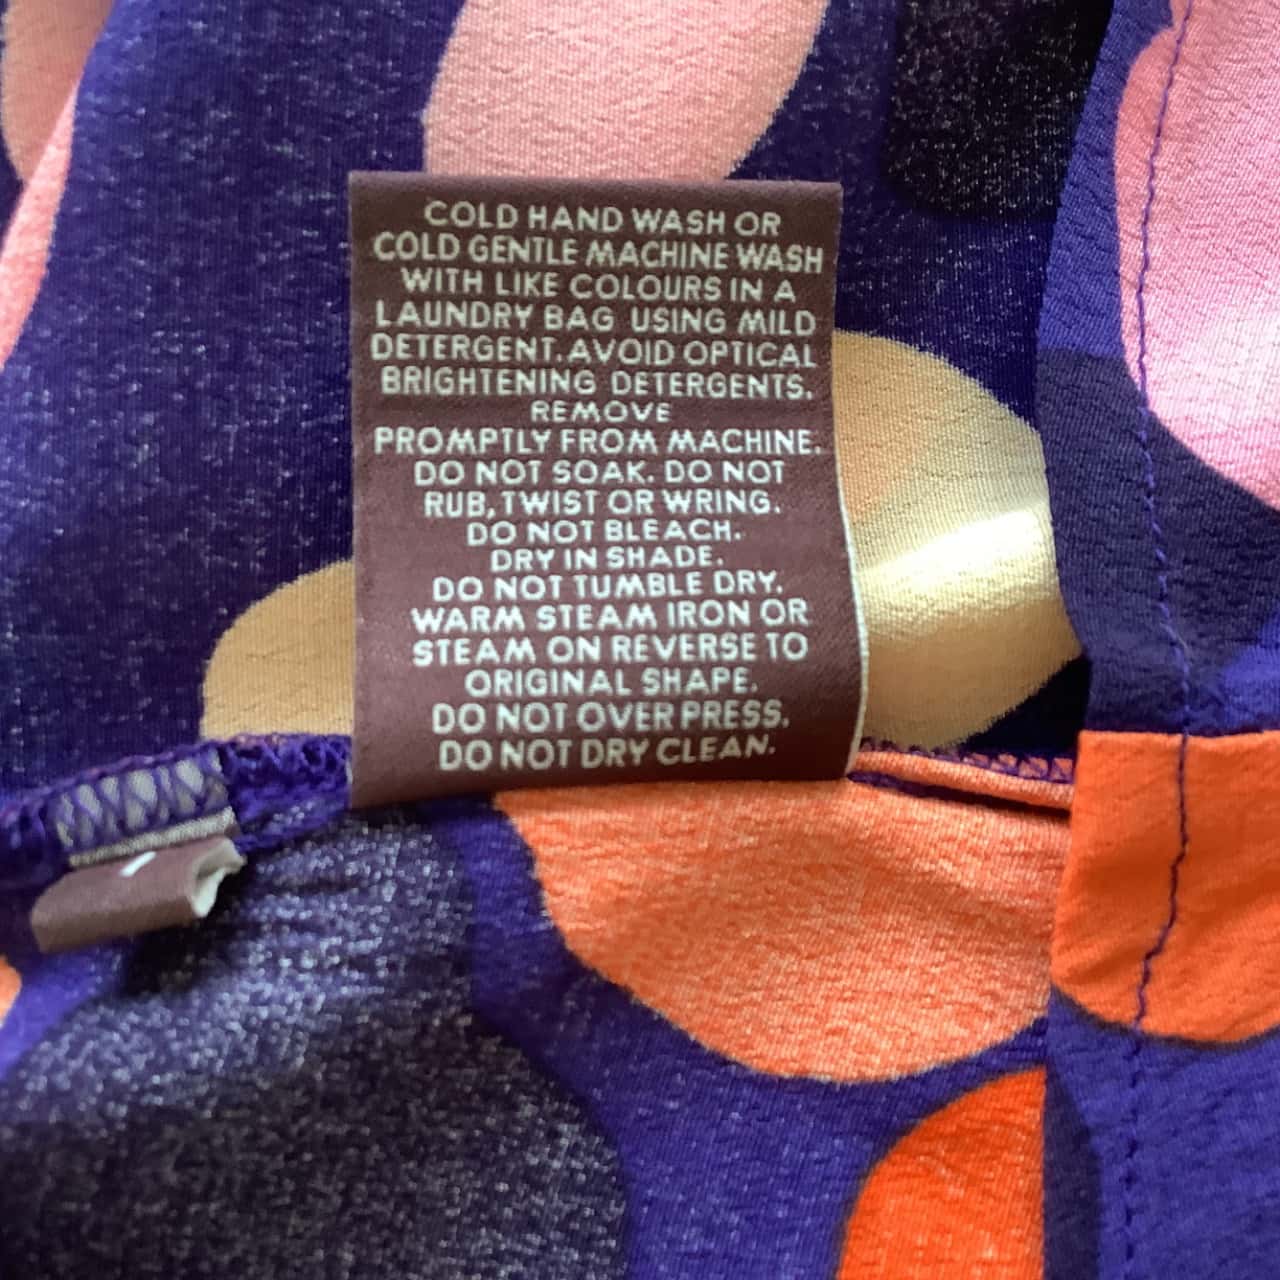 COLD HAND WASH OR
COLD GENTLE MACHINE WASH
WITH LIKE COLOURS IN A
LAUNDRY BAG USING MILD
DETERGENT. AVOID OPTICAL
BRIGHTENING DETERGENTS.
REMOVE
PROMPTLY FROM MACHINE.
DO NOT SOAK. DO NOT
RUB, TWIST OR WRING.
DO NOT BLEACH.
DRY IN SHADE.
DO NOT TUMBLE DRY.
WARM STEAM IRON OR
STEAM ON REVERSE TO
ORIGINAL SHAPE.
DO NOT OVER PRESS.
DO NOT DRY CLEAN.